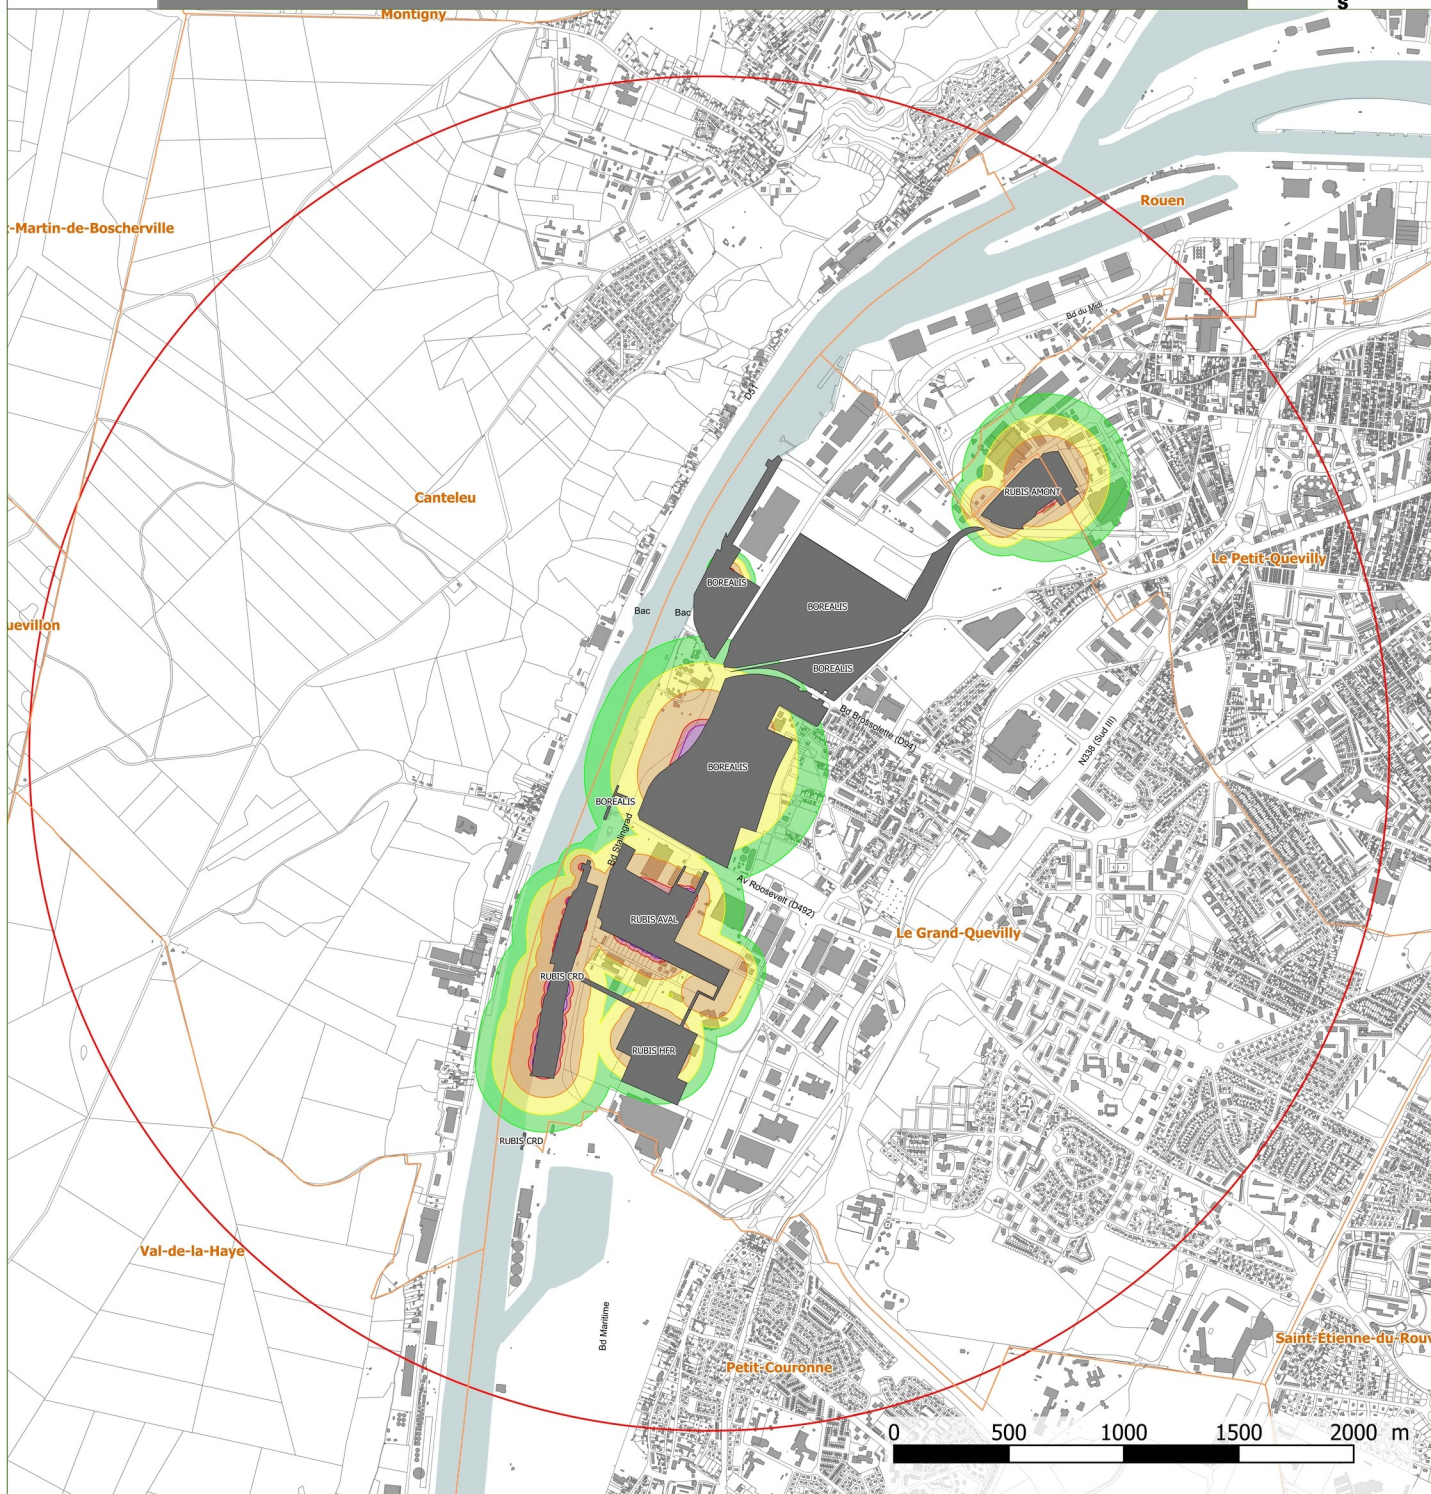 S
Montigny
Rouen
-Martin-de-Boscherville
Bd du Midi
D51
Canteleu
RUBIS AMONT
Le Petit-Quevilly
BOREALIS
BOREALIS
Bac
Bac
uevillon
BOREALIS
Bd Brossolette (D94)
N338 (Sud III)
BOREALIS
BOREALIS
Bd Stalingrad
Av Roosevelt (D492)
RUBIS AVAL
Le Grand-Quevilly
RUBIS CRD
RUBIS HFR
RUBIS CRD
Val-de-la-Haye
Bd Maritime
Saint-Étienne-du-Rouv
Petit-Couronne
0 500 1000 1500 2000 m